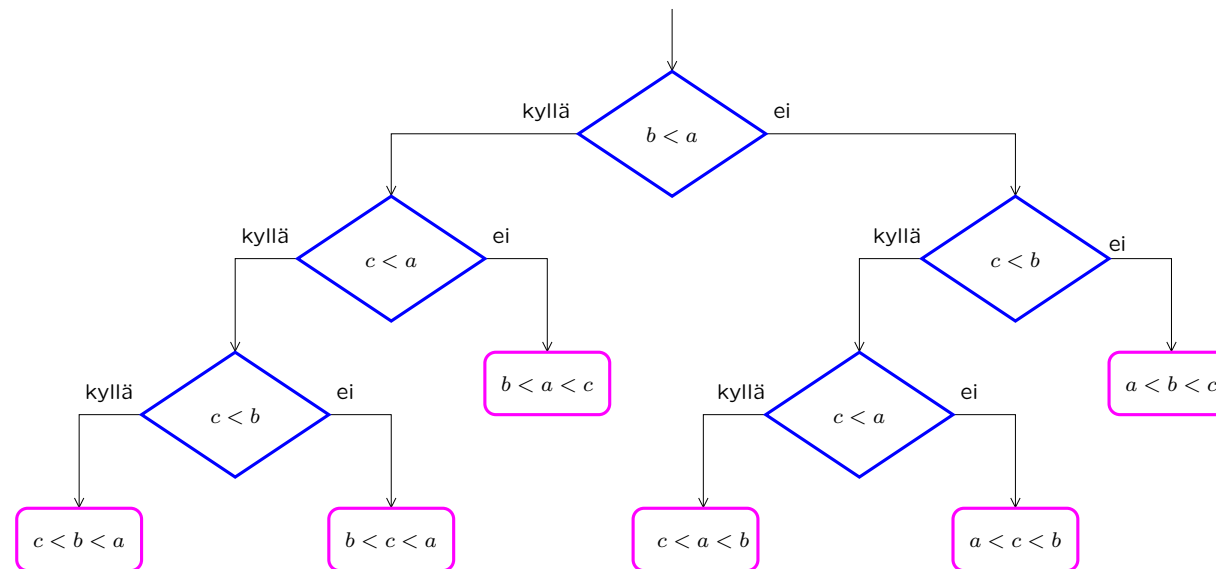 kyllä
ei
b < a
kyllä
ei
kyllä
ei
c < a
c < b
kyllä
ei
b < a < c
kyllä
ei
a < b < c
c < b
c < a
c < b < a
b < c < a
c < a < b
a < c < b